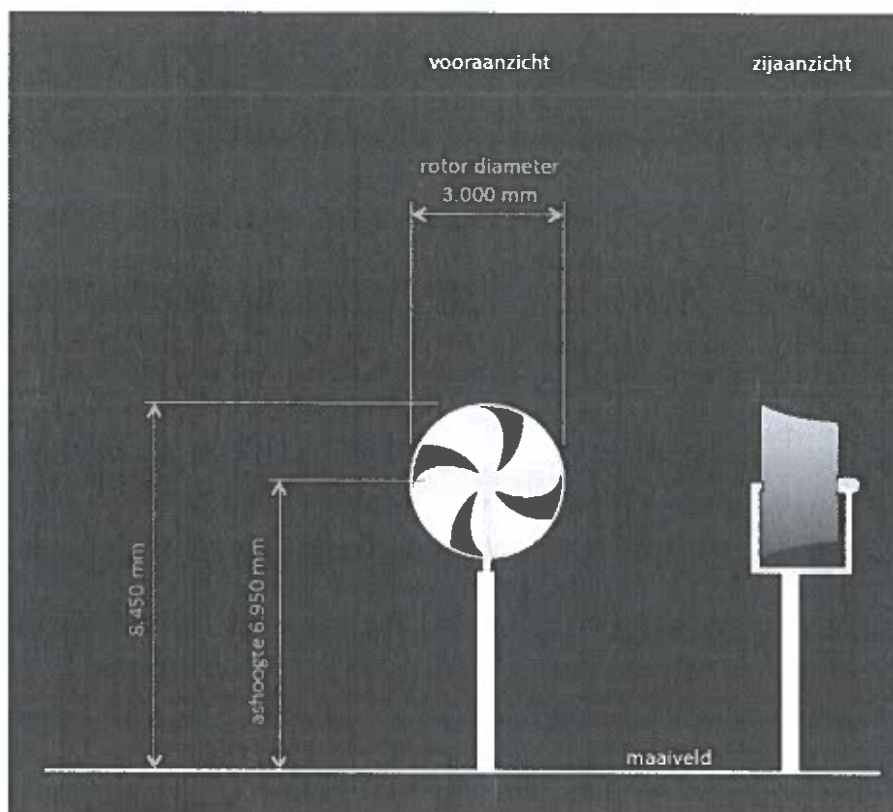 vooraanzicht
zijaanzicht
rotor diameter
3.000 mm
8.450 mm
ashoogte 6.950 mm
maaiveld